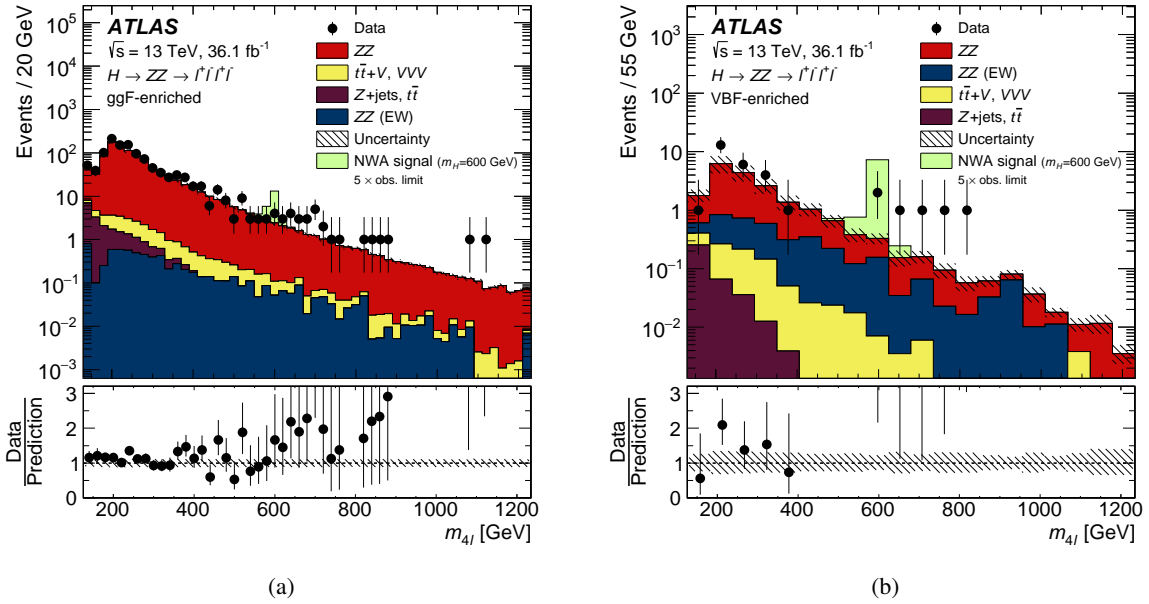 ATLAS
√s = 13 TeV, 36.1 fb⁻¹
H → ZZ → l⁺l⁻l⁺l⁻
ggF-enriched
Data
ZZ
tt̄+V, VVV
Z+jets, tt̄
ZZ (EW)
Uncertainty
NWA signal (m_H=600 GeV)
5 × obs. limit
Events / 20 GeV
10⁵
10⁴
10³
10²
10
1
10⁻¹
10⁻²
10⁻³
Data
Prediction
3
2
1
0
200 400 600 800 1000 1200
m₄ₗ [GeV]
(a)
ATLAS
√s = 13 TeV, 36.1 fb⁻¹
H → ZZ → l⁺l⁻l⁺l⁻
VBF-enriched
Data
ZZ
ZZ (EW)
tt̄+V, VVV
Z+jets, tt̄
Uncertainty
NWA signal (m_H=600 GeV)
5 × obs. limit
Events / 55 GeV
10³
10²
10
1
10⁻¹
10⁻²
Data
Prediction
3
2
1
0
200 400 600 800 1000 1200
m₄ₗ [GeV]
(b)